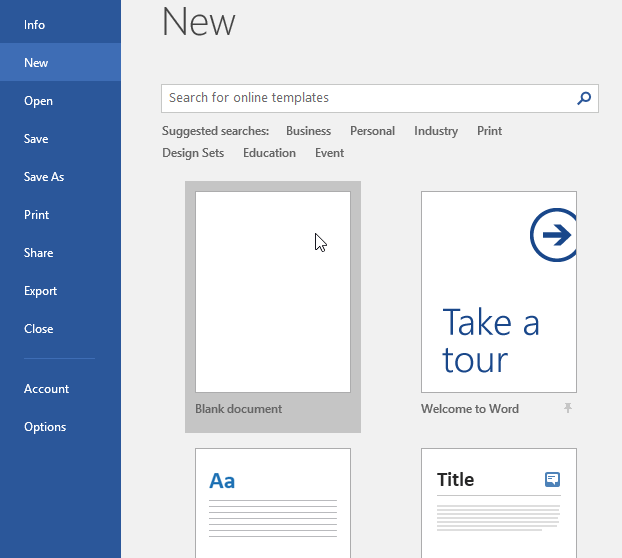 Info
New
Open
Save
Save As
Print
Share
Export
Close
Account
Options
New
Search for online templates
Suggested searches: Business Personal Industry Print
Design Sets Education Event
Blank document
Take a
tour
Welcome to Word
Aa
Title